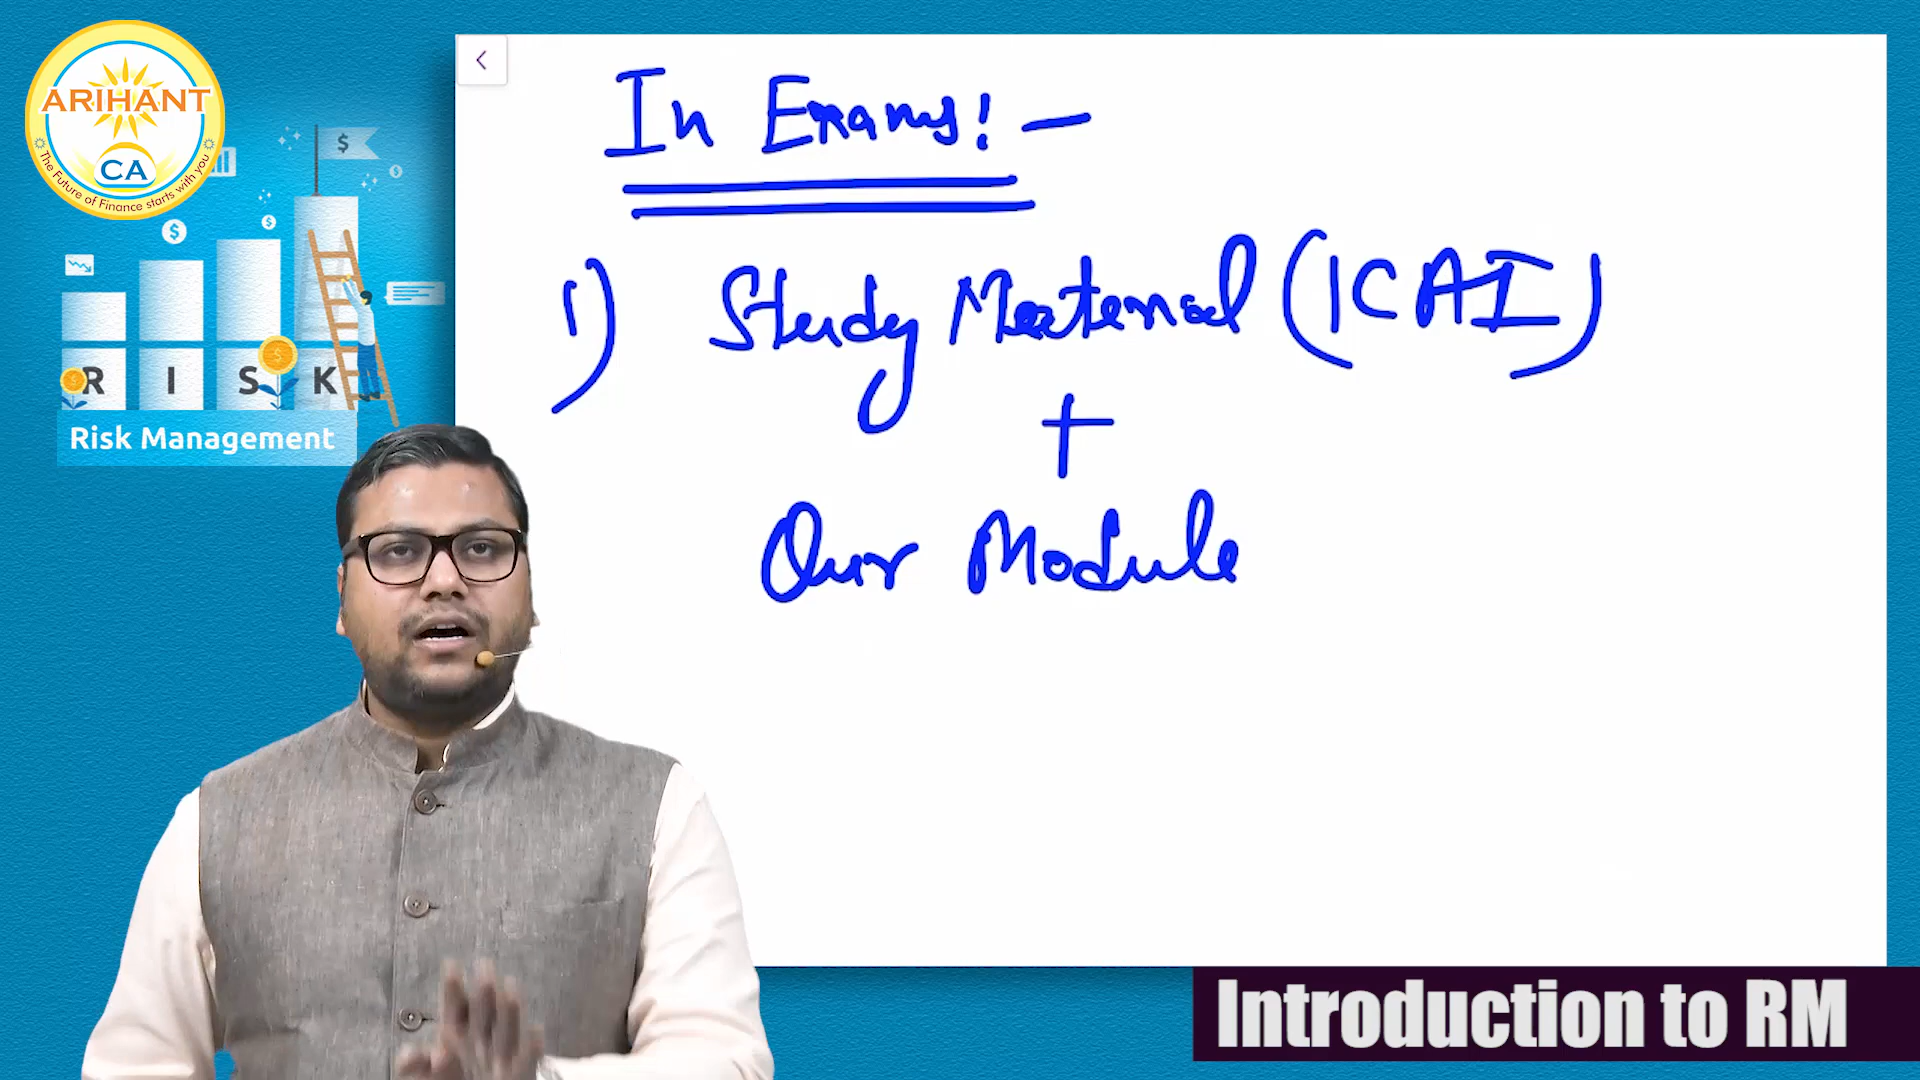 ARIHANT
CA
The Future of Finance starts with you
$
$
$
$
$
$
R I S K
Risk Management
In Exams:-
1) Study Material (ICAI)
+
Our Module
Introduction to RM